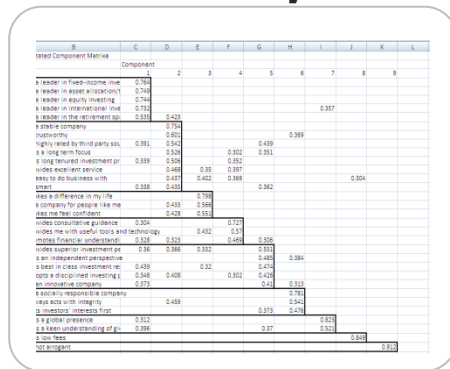 B C D E F G H I J K L
tated Component Matrixa
Component
1 2 3 4 5 6 7 8 9
a leader in fixed-income inve 0.764
a leader in asset allocation/t 0.749
a leader in equity investing 0.744
a leader in international inve 0.732 0.357
a leader in the retirement spa 0.535 0.423
a stable company 0.754
trustworthy 0.601 0.369
highly rated by third party sou 0.391 0.542 0.439
s a long term focus 0.526 0.302 0.351
s long tenured investment pr 0.339 0.506 0.352
vides excellent service 0.468 0.35 0.397
easy to do business with 0.437 0.402 0.369 0.304
smart 0.338 0.435 0.362
kes a difference in my life 0.798
a company for people like me 0.433 0.566
kes me feel confident 0.428 0.551
vides consultative guidance 0.304 0.727
vides me with useful tools and technology 0.432 0.57
omotes financial understandi 0.328 0.323 0.469 0.306
vides superior investment pe 0.36 0.366 0.332 0.551
s an independent perspective 0.485 0.384
s best in class investment res 0.439 0.32 0.474
opts a disciplined investing p 0.348 0.408 0.302 0.426
an innovative company 0.373 0.41 0.313
a socially responsible company 0.781
ways acts with integrity 0.439 0.541
ts investors' interests first 0.373 0.476
s a global presence 0.312 0.823
s a keen understanding of glo 0.396 0.37 0.521
s low fees 0.849
not arrogant 0.912